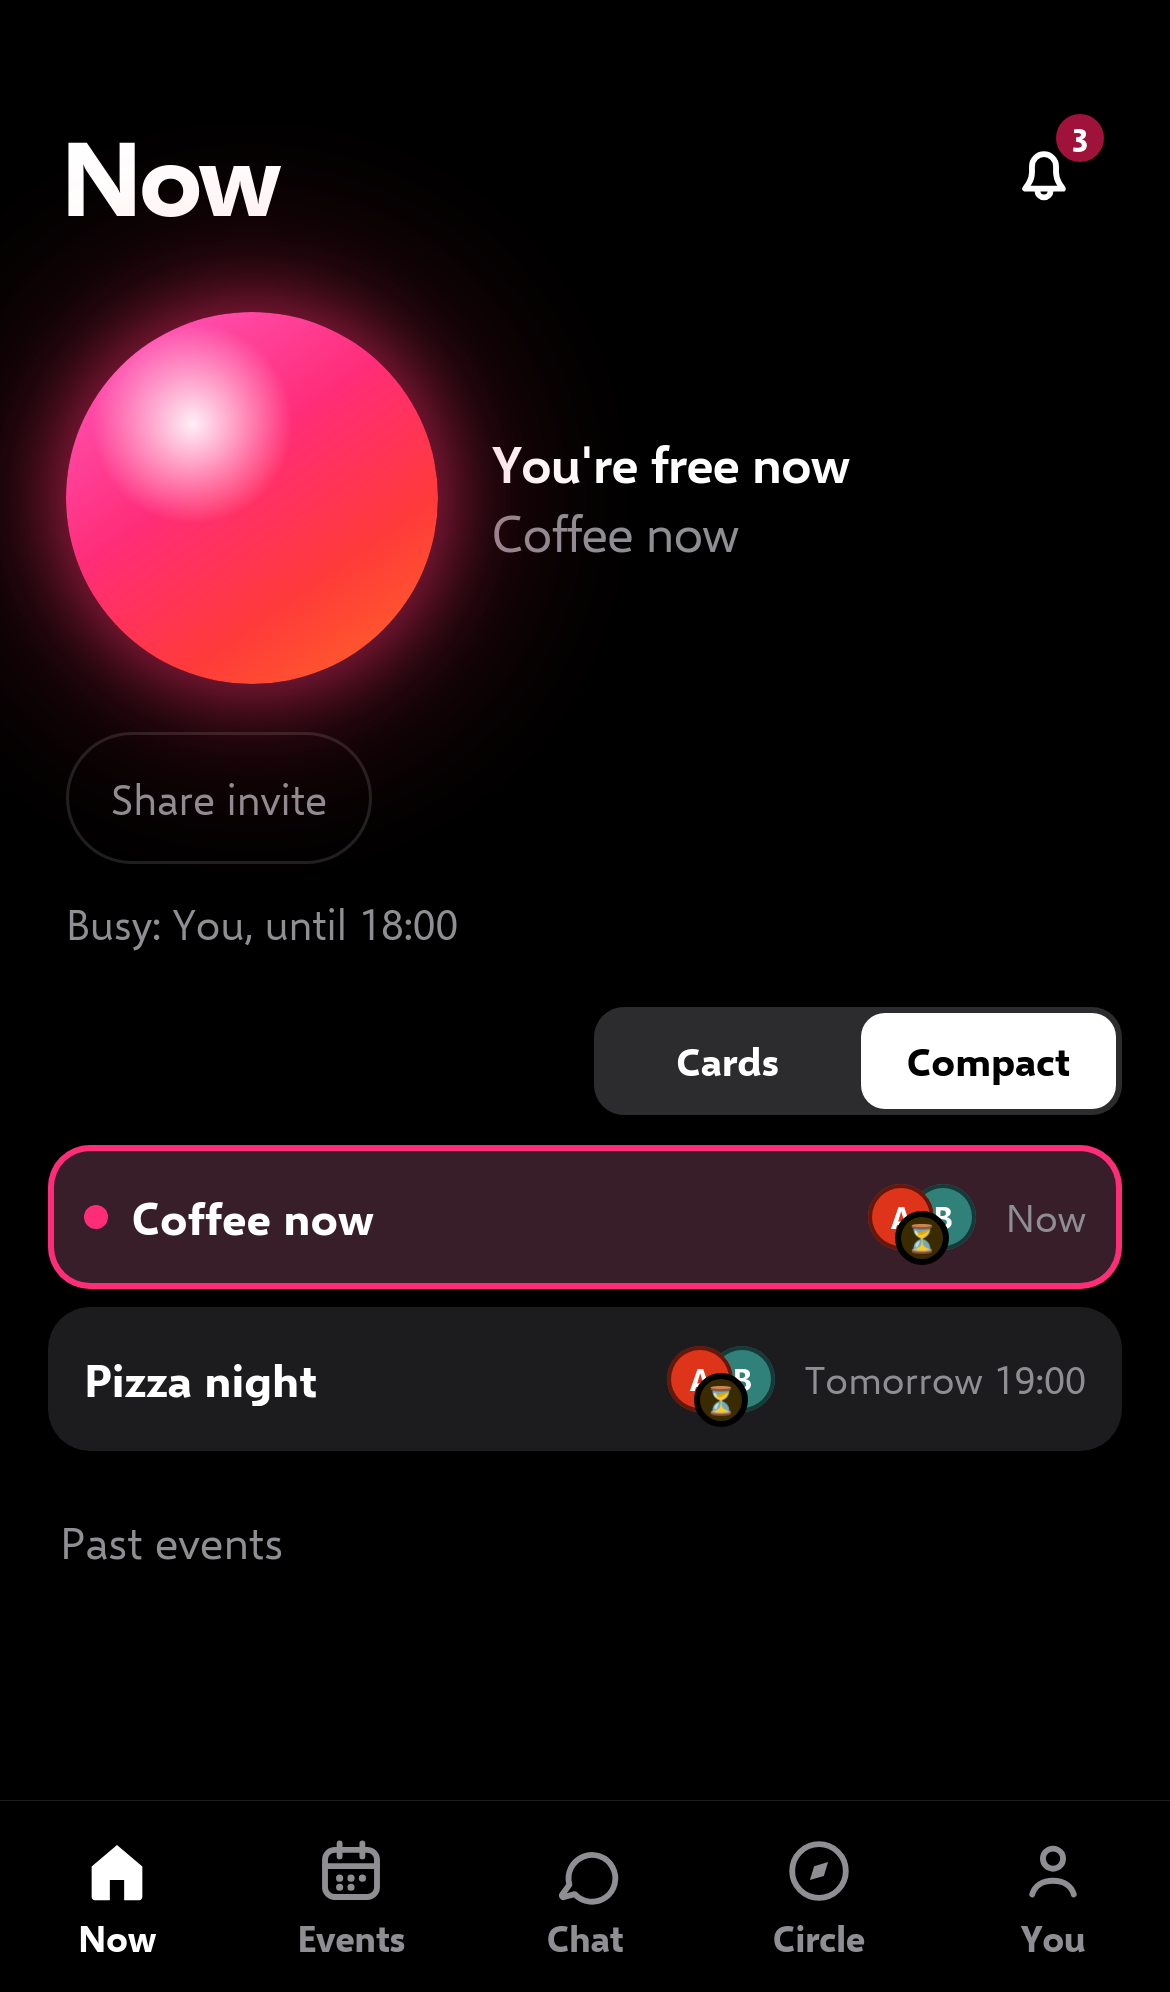 Now
3
You're free now
Coffee now
Share invite
Busy: You, until 18:00
Cards
Compact
Coffee now
A
B
Now
Pizza night
A
B
Tomorrow 19:00
Past events
Now
Events
Chat
Circle
You